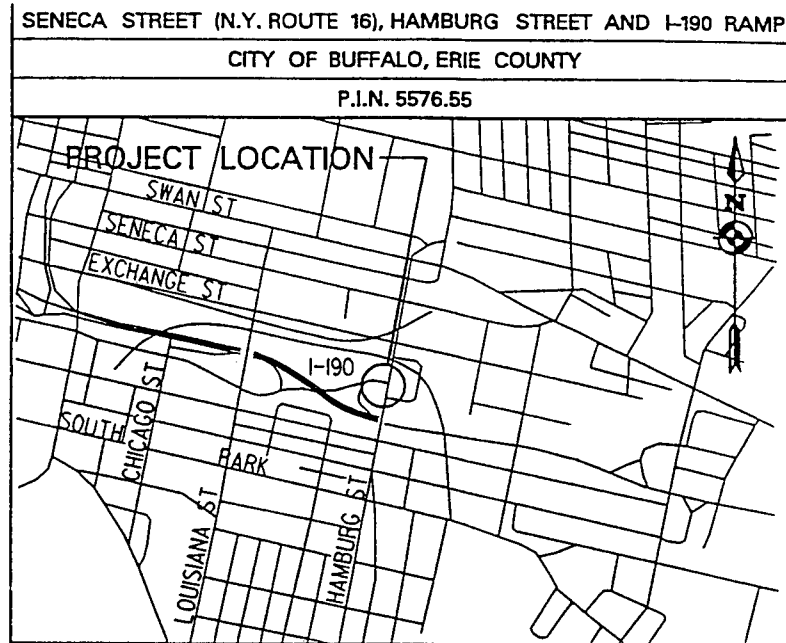 SENECA STREET (N.Y. ROUTE 16), HAMBURG STREET AND I-190 RAMP
CITY OF BUFFALO, ERIE COUNTY
P.I.N. 5576.55
PROJECT LOCATION
SWAN ST
N
SENECA ST
EXCHANGE ST
I-190
CHICAGO ST
SOUTH PARK
LOUISIANA ST
HAMBURG ST